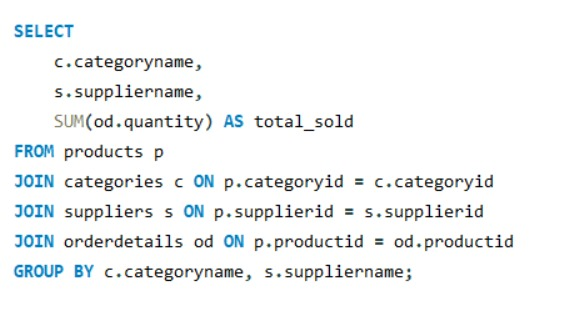 SELECT
    c.categoryname,
    s.suppliername,
    SUM(od.quantity) AS total_sold
FROM products p
JOIN categories c ON p.categoryid = c.categoryid
JOIN suppliers s ON p.supplierid = s.supplierid
JOIN orderdetails od ON p.productid = od.productid
GROUP BY c.categoryname, s.suppliername;